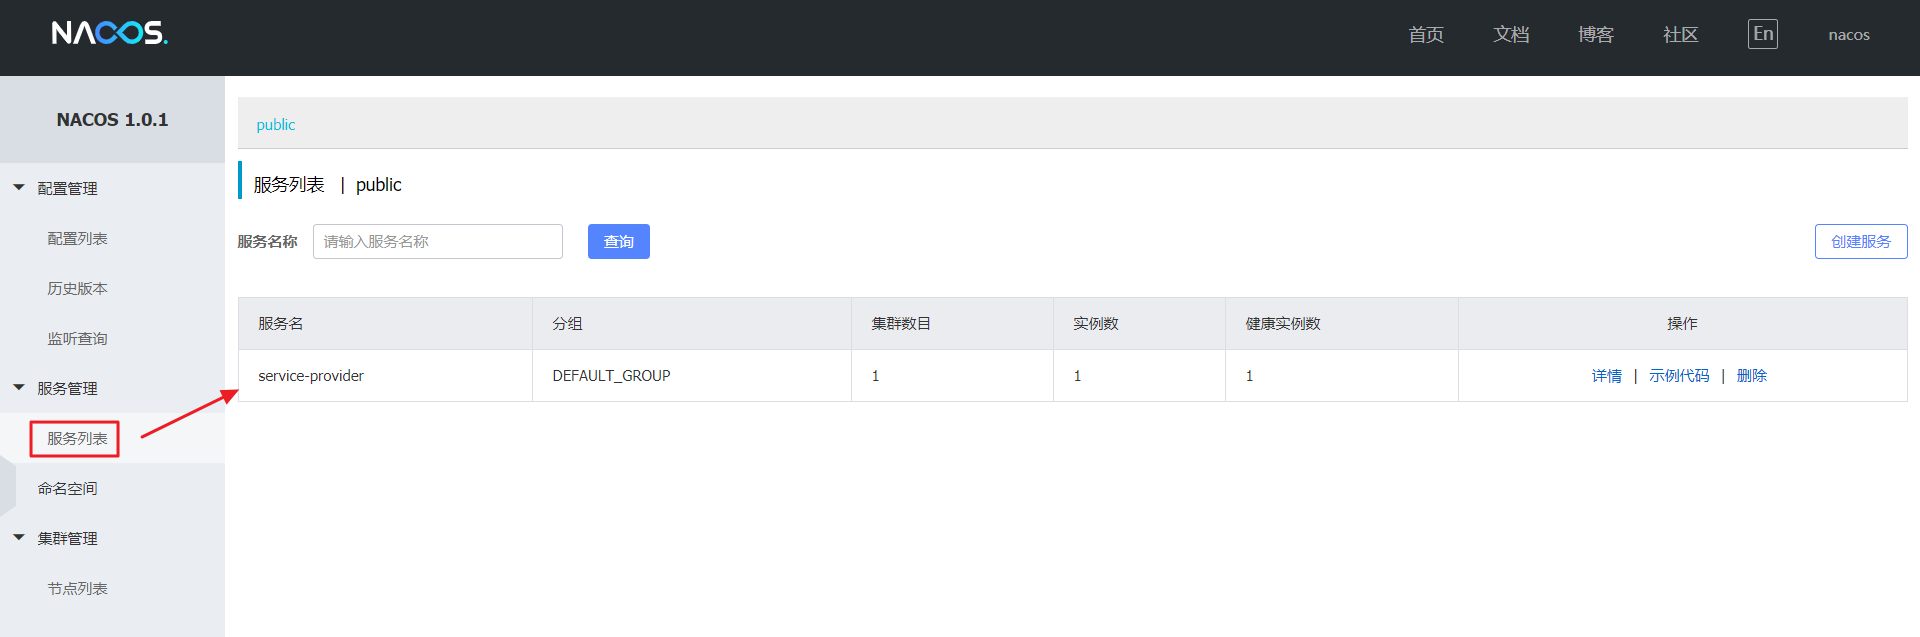 NACOS.
首页 文档 博客 社区 En nacos
NACOS 1.0.1
配置管理
配置列表
历史版本
监听查询
服务管理
服务列表
命名空间
集群管理
节点列表
public
服务列表 | public
服务名称 请输入服务名称 查询 创建服务
服务名 分组 集群数目 实例数 健康实例数 操作
service-provider DEFAULT_GROUP 1 1 1 详情 | 示例代码 | 删除